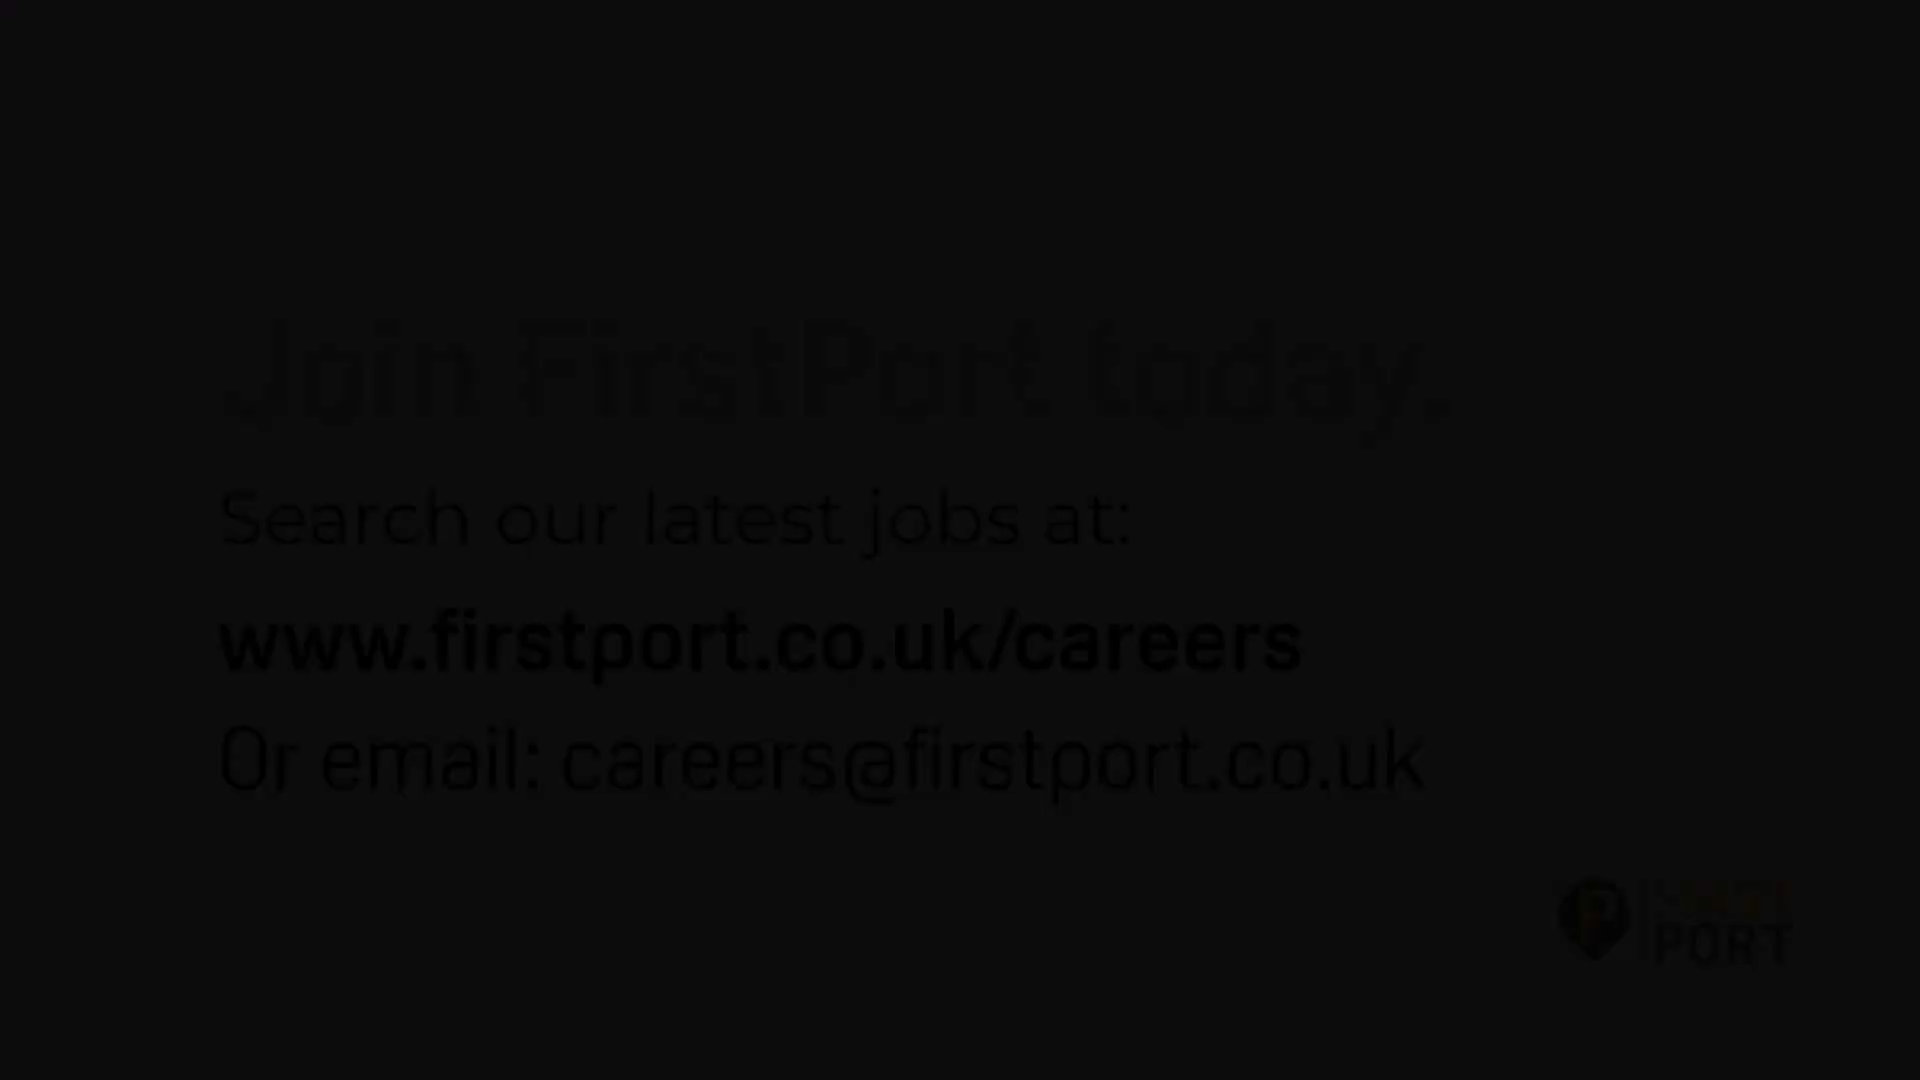 Join FirstPort today.
Search our latest jobs at:
www.firstport.co.uk/careers
Or email: careers@firstport.co.uk
FIRST
PORT